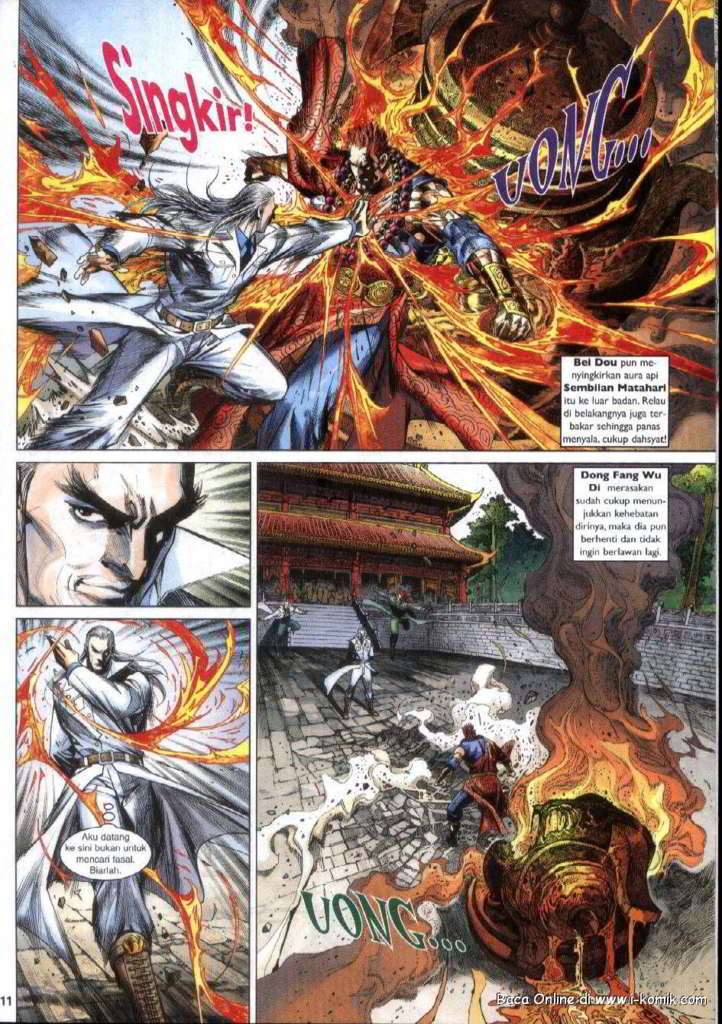 Singkir!
UONG...
Bei Dou pun me-
nyingkirkan aura api
Sembilan Matahari
itu ke luar badan. Relau
di belakangnya juga ter-
bakar sehingga panas
menyala, cukup dahsyat!
Dong Fang Wu
Di merasakan
sudah cukup menun-
jukkan kehebatan
dirinya, maka dia pun
berhenti dan tidak
ingin berlawan lagi.
Aku datang
ke sini bukan untuk
mencari fasal.
Biarlah.
UONG...
11
Baca Online di www.i-komik.com